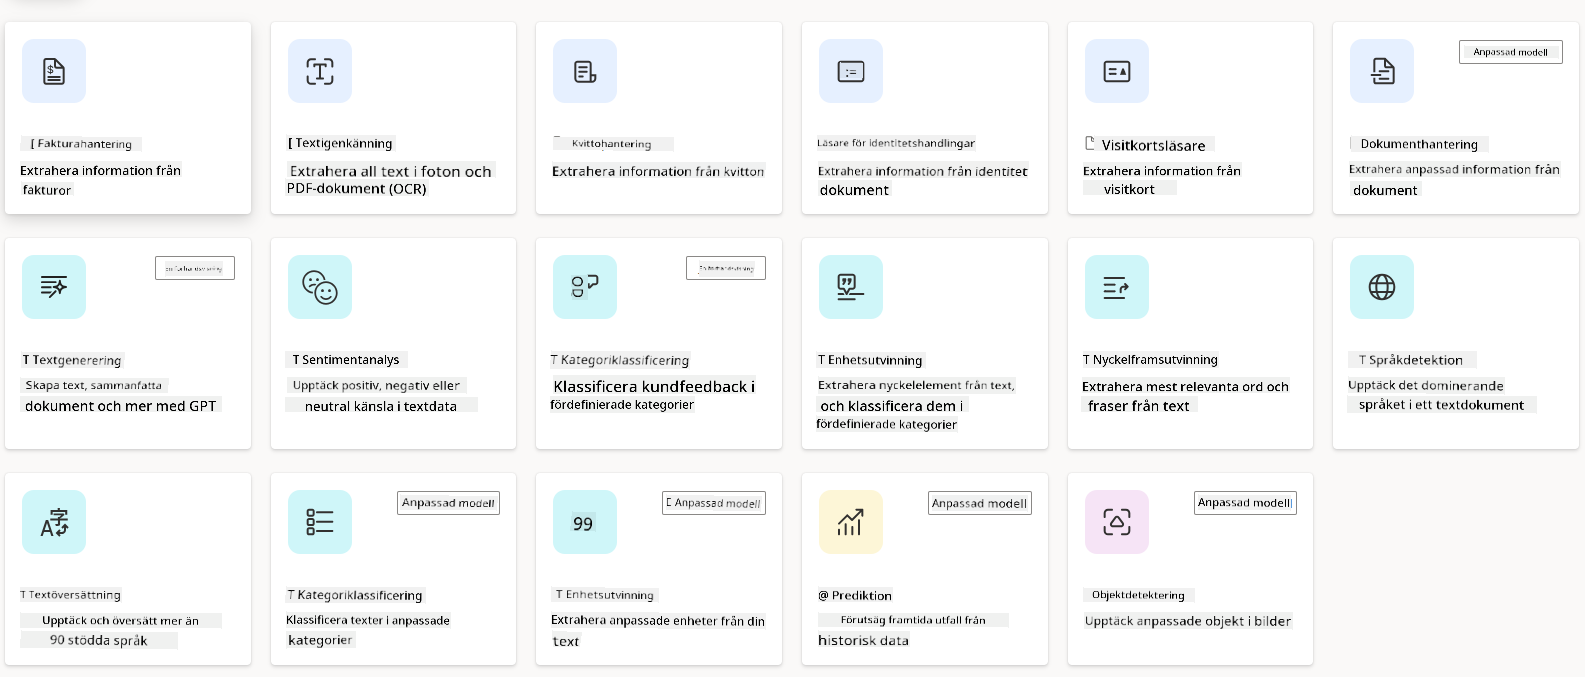 Anpassad modell
[ Fakturahantering
Extrahera information från
fakturor
[ Textigenkänning
Extrahera all text i foton och
PDF-dokument (OCR)
Kvittohantering
Extrahera information från kvitton
Läsare för identitetshandlingar
Extrahera information från identitet
dokument
Visitkortsläsare
Extrahera information från
visitkort
Dokumenthantering
Extrahera anpassad information från
dokument
T Textgenerering
Skapa text, sammanfatta
dokument och mer med GPT
T Sentimentanalys
Upptäck positiv, negativ eller
neutral känsla i textdata
T Kategoriklassificering
Klassificera kundfeedback i
fördefinierade kategorier
T Enhetsutvinning
Extrahera nyckelelement från text,
och klassificera dem i
fördefinierade kategorier
T Nyckelframsutvinning
Extrahera mest relevanta ord och
fraser från text
T Språkdetektion
Upptäck det dominerande
språket i ett textdokument
T Textöversättning
Upptäck och översätt mer än
90 stödda språk
Anpassad modell
T Kategoriklassificering
Klassificera texter i anpassade
kategorier
Anpassad modell
99
T Enhetsutvinning
Extrahera anpassade enheter från din
text
Anpassad modell
@ Prediktion
Förutsäg framtida utfall från
historisk data
Anpassad modell
Objektdetektering
Upptäck anpassade objekt i bilder